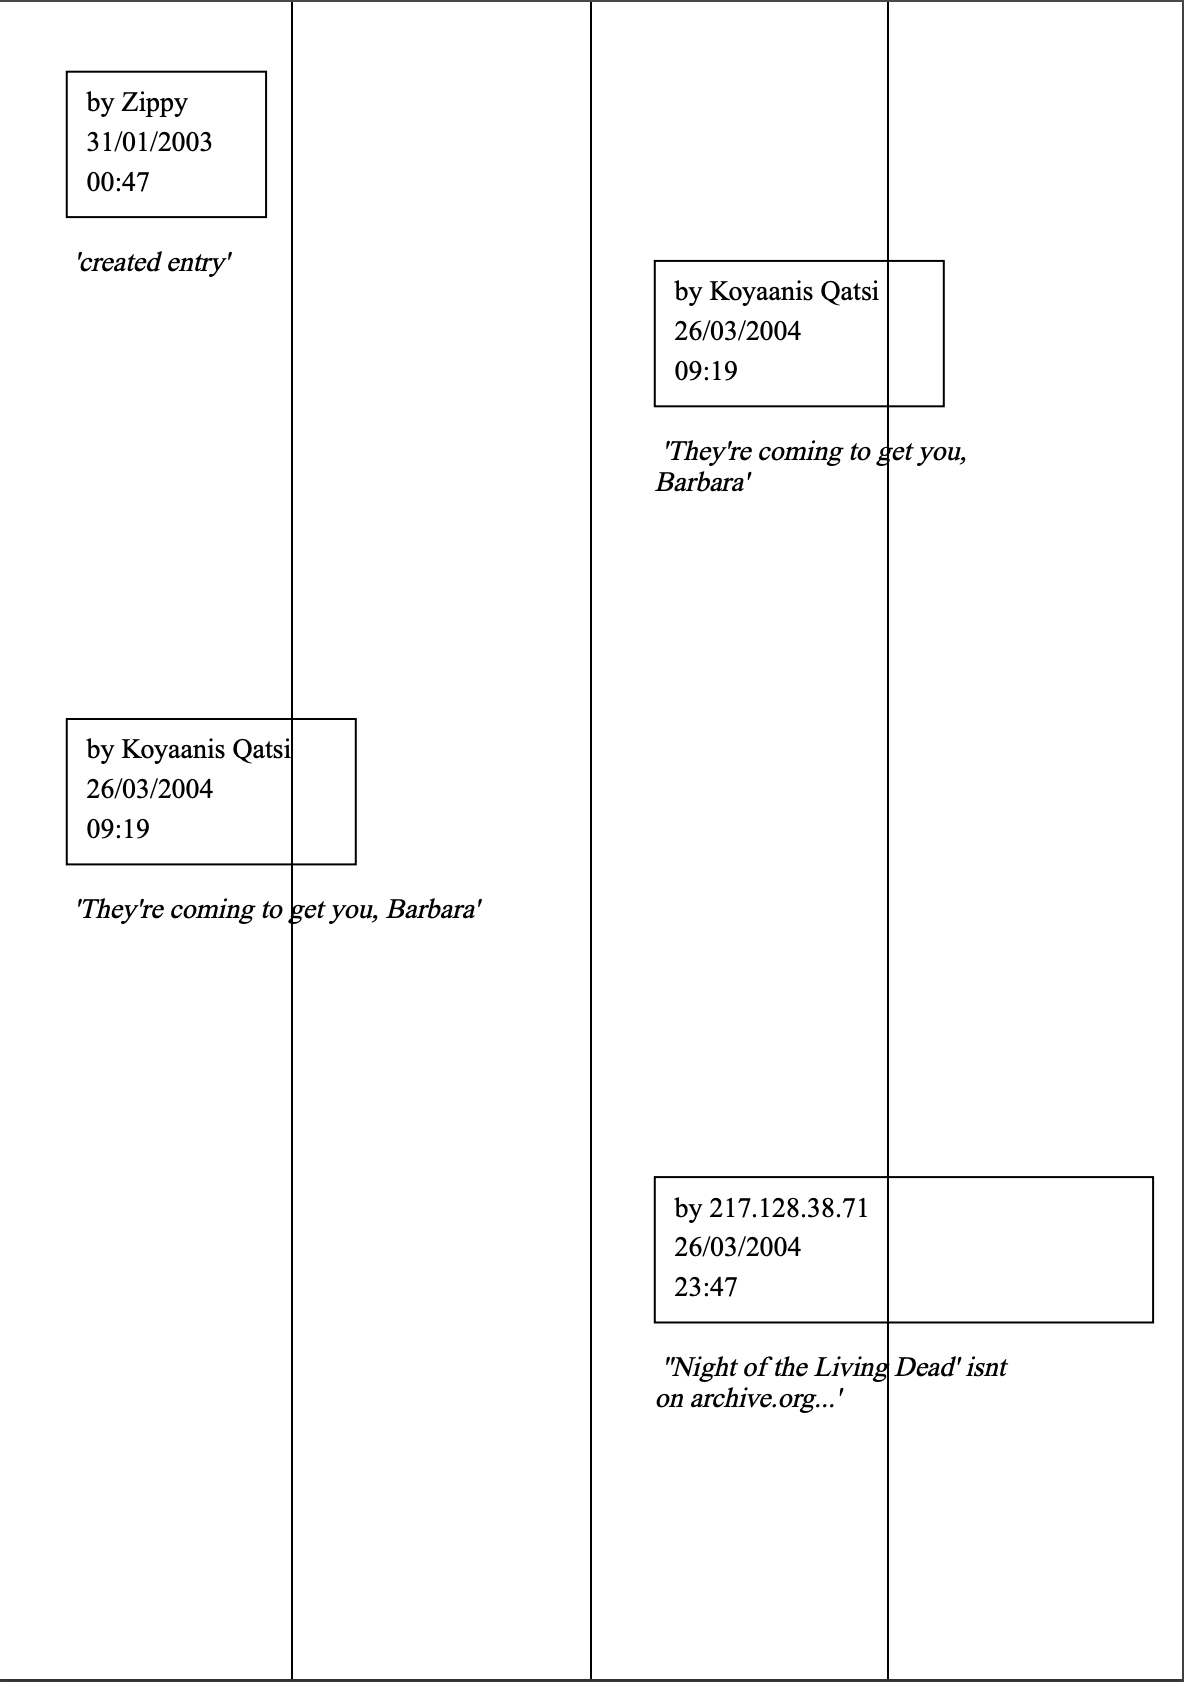 by Zippy
31/01/2003
00:47
'created entry'
by Koyaanis Qatsi
26/03/2004
09:19
'They're coming to get you,
Barbara'
by Koyaanis Qatsi
26/03/2004
09:19
'They're coming to get you, Barbara'
by 217.128.38.71
26/03/2004
23:47
''Night of the Living Dead' isnt
on archive.org...'